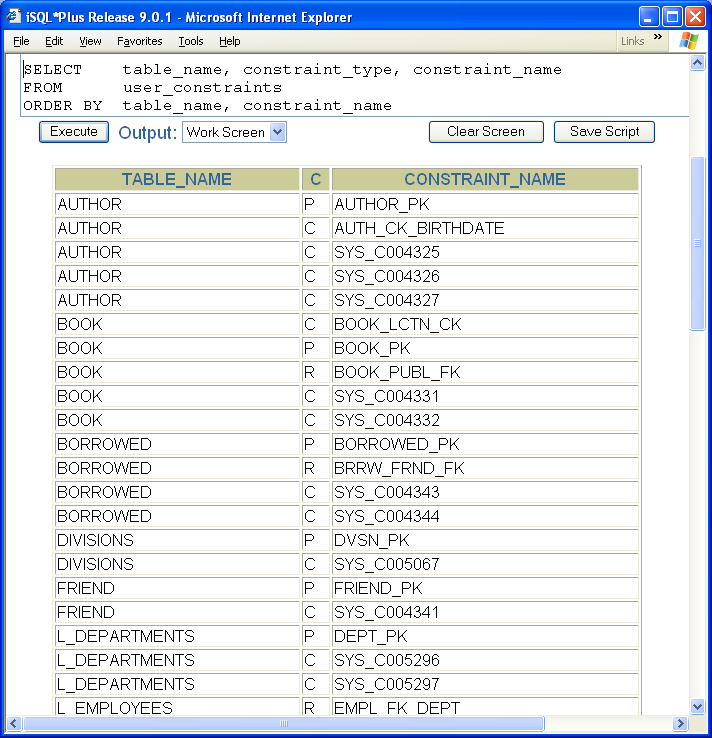 iSQL*Plus Release 9.0.1 - Microsoft Internet Explorer
File Edit View Favorites Tools Help Links »
SELECT table_name, constraint_type, constraint_name
FROM user_constraints
ORDER BY table_name, constraint_name
Execute Output: Work Screen Clear Screen Save Script
TABLE_NAME C CONSTRAINT_NAME
AUTHOR P AUTHOR_PK
AUTHOR C AUTH_CK_BIRTHDATE
AUTHOR C SYS_C004325
AUTHOR C SYS_C004326
AUTHOR C SYS_C004327
BOOK C BOOK_LCTN_CK
BOOK P BOOK_PK
BOOK R BOOK_PUBL_FK
BOOK C SYS_C004331
BOOK C SYS_C004332
BORROWED P BORROWED_PK
BORROWED R BRRW_FRND_FK
BORROWED C SYS_C004343
BORROWED C SYS_C004344
DIVISIONS P DVSN_PK
DIVISIONS C SYS_C005067
FRIEND P FRIEND_PK
FRIEND C SYS_C004341
L_DEPARTMENTS P DEPT_PK
L_DEPARTMENTS C SYS_C005296
L_DEPARTMENTS C SYS_C005297
L_EMPLOYEES R EMPL_FK_DEPT